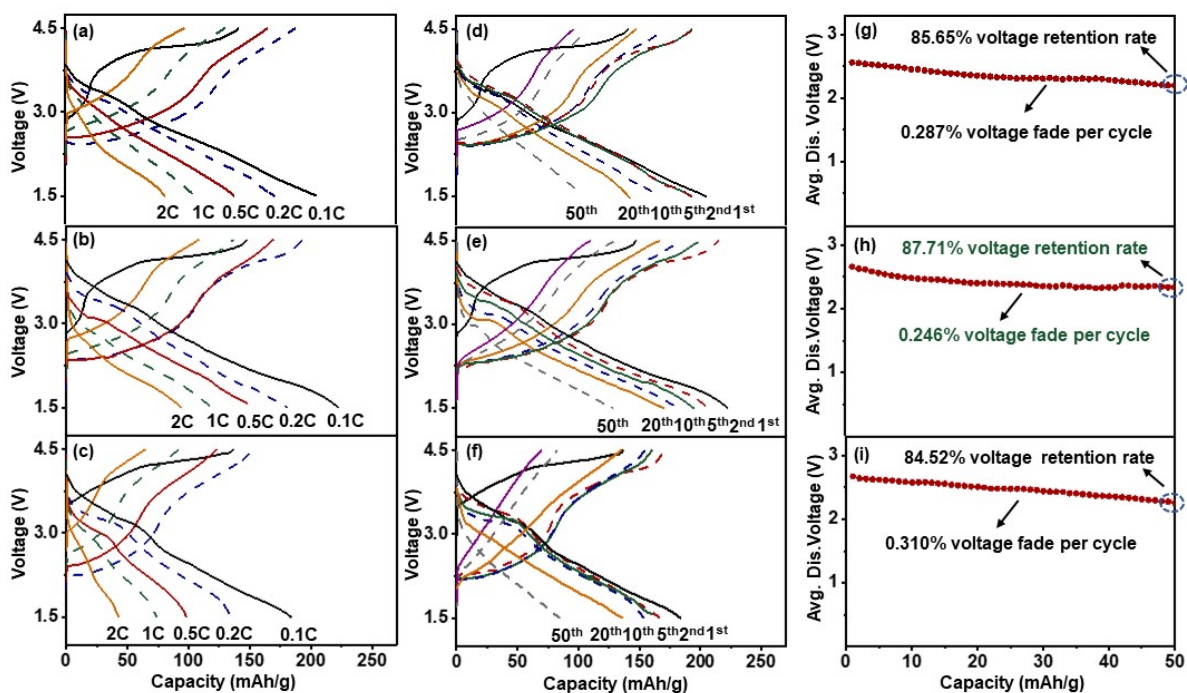 (a)
4.5
3.0
1.5
Voltage (V)
2C 1C 0.5C 0.2C 0.1C
(d)
4.5
3.0
1.5
Voltage (V)
50th 20th 10th 5th 2nd 1st
(g)
85.65% voltage retention rate
0.287% voltage fade per cycle
3
2
1
Avg. Dis. Voltage (V)
(b)
4.5
3.0
1.5
Voltage (V)
2C 1C 0.5C 0.2C 0.1C
(e)
4.5
3.0
1.5
Voltage (V)
50th 20th 10th 5th 2nd 1st
(h)
87.71% voltage retention rate
0.246% voltage fade per cycle
3
2
1
Avg. Dis.Voltage (V)
(c)
4.5
3.0
1.5
Voltage (V)
2C 1C 0.5C 0.2C 0.1C
0 50 100 150 200 250
Capacity (mAh/g)
(f)
4.5
3.0
1.5
Voltage (V)
50th 20th 10th 5th 2nd 1st
0 50 100 150 200 250
Capacity (mAh/g)
(i)
84.52% voltage retention rate
0.310% voltage fade per cycle
3
2
1
Avg. Dis.Voltage (V)
0 10 20 30 40 50
Capacity (mAh/g)